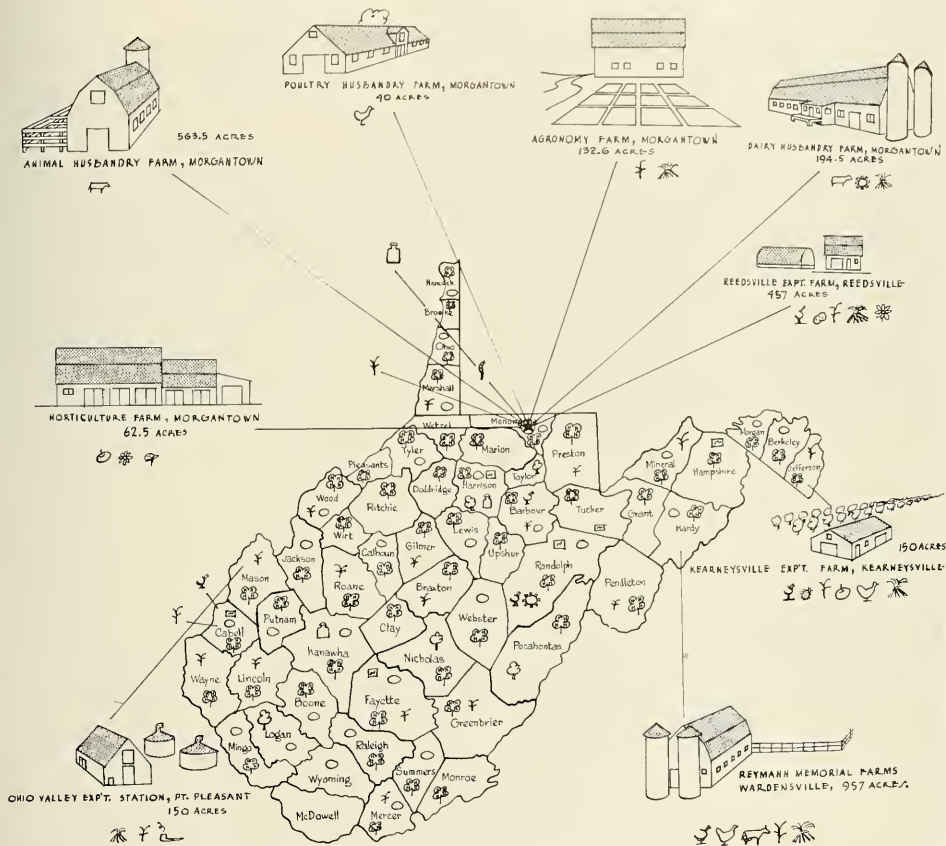 POULTRY HUSBANDRY FARM, MORGANTOWN
40 ACRES
563.5 ACRES
ANIMAL HUSBANDRY FARM, MORGANTOWN
AGRONOMY FARM, MORGANTOWN
132.6 ACRES
DAIRY HUSBANDRY FARM, MORGANTOWN
194.5 ACRES
REEDSVILLE EXPT. FARM, REEDSVILLE
457 ACRES
HORTICULTURE FARM, MORGANTOWN
62.5 ACRES
Hancock
Brooke
Ohio
Marshall
Wetzel
Monon
Tyler
Marion
Preston
Pleasants
Doddridge
Harrison
Taylor
Mineral
Hampshire
Morgan
Berkeley
Jefferson
Wood
Ritchie
Barbour
Tucker
Grant
Hardy
Wirt
Calhoun
Gilmer
Lewis
Upshur
Randolph
Pendleton
150 ACRES
KEARNEYSVILLE EXP'T. FARM, KEARNEYSVILLE
Mason
Jackson
Roane
Braxton
Webster
Pocahontas
Cabell
Putnam
Kanawha
Clay
Nicholas
Wayne
Lincoln
Boone
Fayette
Greenbrier
Mingo
Logan
Raleigh
Summers
Monroe
Wyoming
McDowell
Mercer
OHIO VALLEY EXP'T. STATION, PT. PLEASANT
150 ACRES
REYMANN MEMORIAL FARMS
WARDENSVILLE, 957 ACRES.